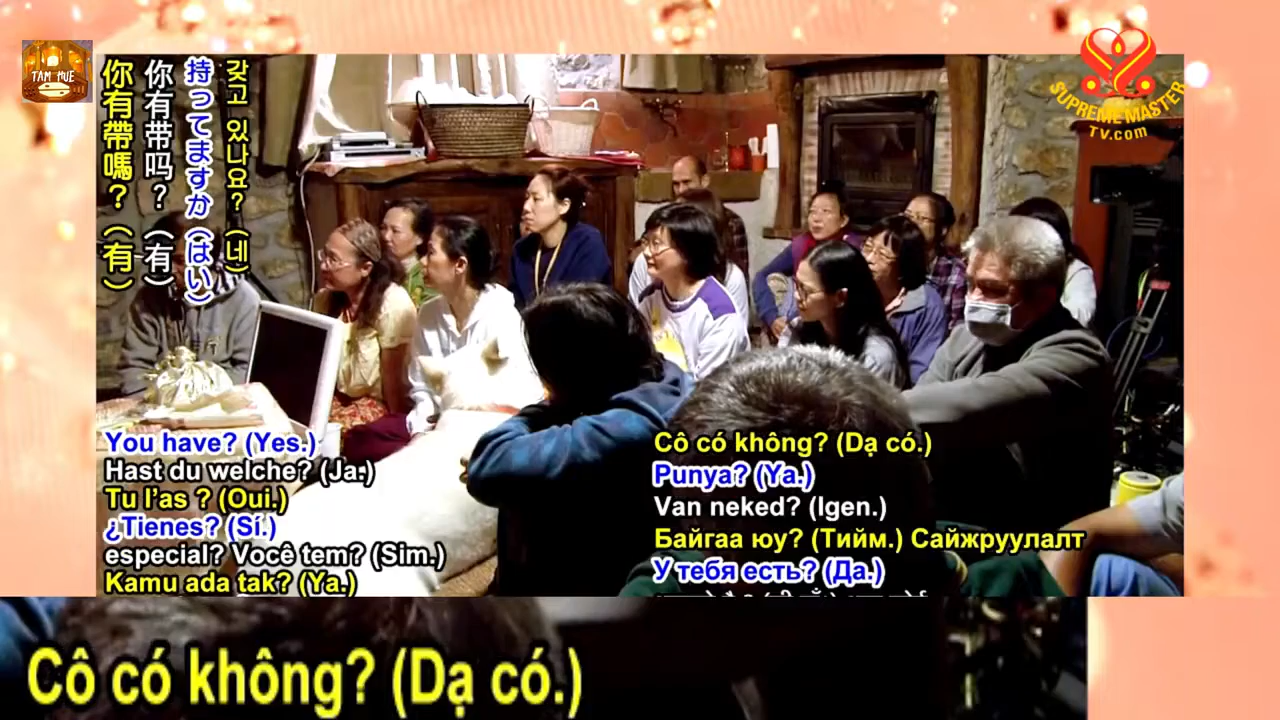 TÂM HUỆ
SUPREME MASTER
TV.com
갖고 있나요? (네)
持ってますか (はい)
你有带吗? (有)
你有帶嗎? (有)
You have? (Yes.)
Hast du welche? (Ja.)
Tu l'as ? (Oui.)
¿Tienes? (Sí.)
especial? Você tem? (Sim.)
Kamu ada tak? (Ya.)
Cô có không? (Dạ có.)
Punya? (Ya.)
Van neked? (Igen.)
Байгаа юу? (Тийм.) Сайжруулалт
У тебя есть? (Да.)
Cô có không? (Dạ có.)